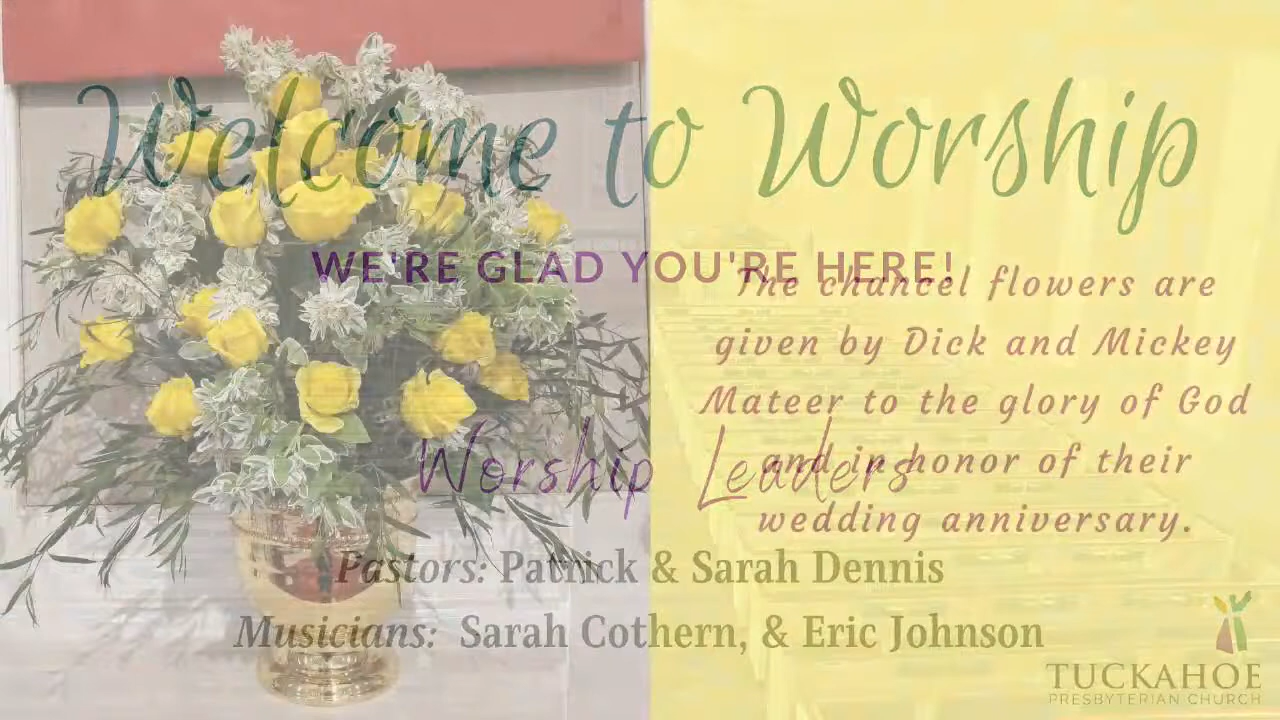 Welcome to Worship
WE'RE GLAD YOU'RE HERE!
The chancel flowers are
given by Dick and Mickey
Mateer to the glory of God
and in honor of their
wedding anniversary.
Worship Leaders
Pastors: Patrick & Sarah Dennis
Musicians: Sarah Cothern, & Eric Johnson
TUCKAHOE
PRESBYTERIAN CHURCH